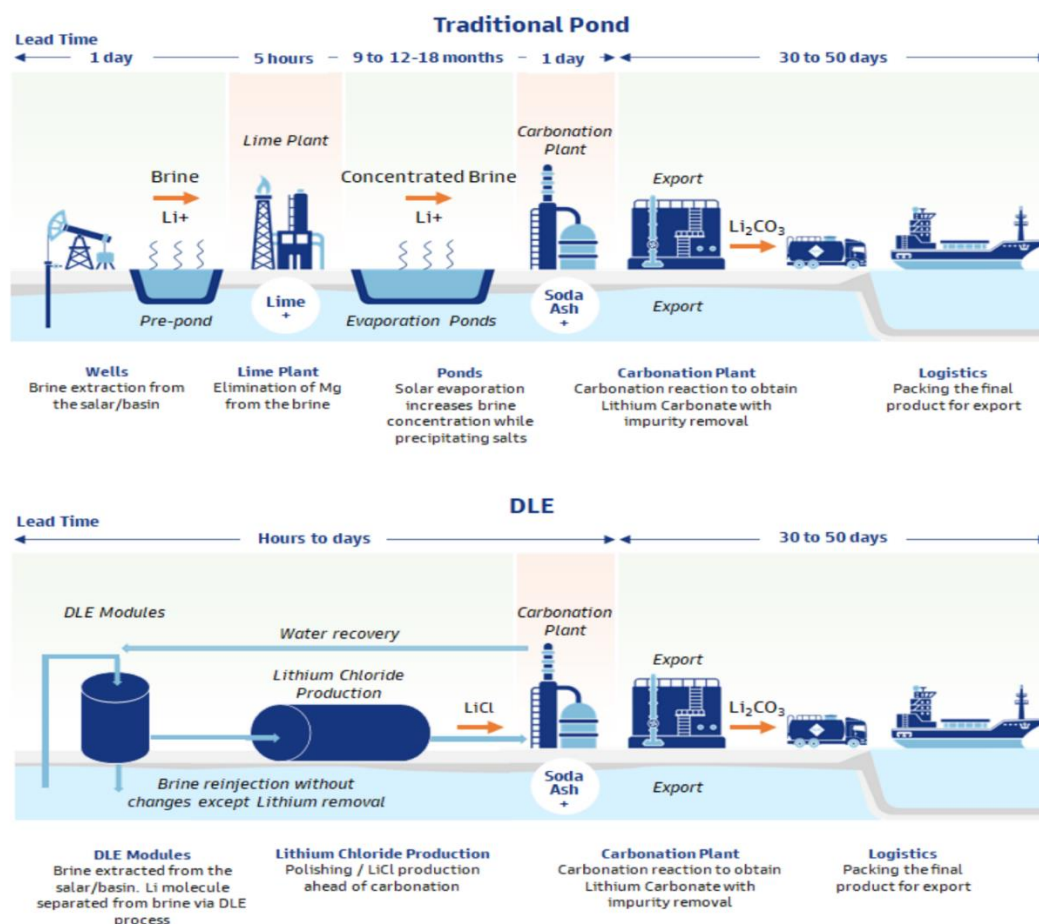 Traditional Pond
Lead Time
1 day
5 hours
9 to 12-18 months
1 day
30 to 50 days
Lime Plant
Carbonation
Plant
Brine
Li+
Concentrated Brine
Li+
Export
Li₂CO₃
Pre-pond
Lime
+
Evaporation Ponds
Soda
Ash
+
Export
Wells
Brine extraction from
the salar/basin
Lime Plant
Elimination of Mg
from the brine
Ponds
Solar evaporation
increases brine
concentration while
precipitating salts
Carbonation Plant
Carbonation reaction to obtain
Lithium Carbonate with
impurity removal
Logistics
Packing the final
product for export
DLE
Lead Time
Hours to days
30 to 50 days
DLE Modules
Water recovery
Carbonation
Plant
Lithium Chloride
Production
LiCl
Export
Li₂CO₃
Brine reinjection without
changes except Lithium removal
Soda
Ash
+
Export
DLE Modules
Brine extracted from the
salar/basin. Li molecule
separated from brine via DLE
process
Lithium Chloride Production
Polishing / LiCl production
ahead of carbonation
Carbonation Plant
Carbonation reaction to obtain
Lithium Carbonate with
impurity removal
Logistics
Packing the final
product for export